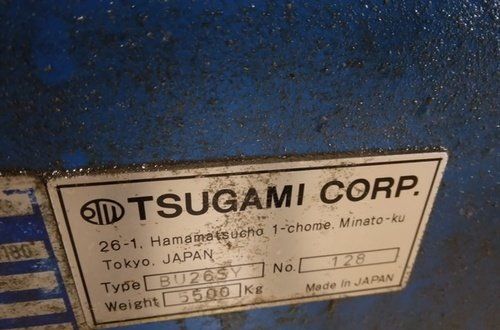 TSUGAMI CORP.
26-1. Hamamatsucho 1-chome. Minato-ku
Tokyo. JAPAN
Type BU26SY No. 128
Weight 5500 Kg Made In JAPAN